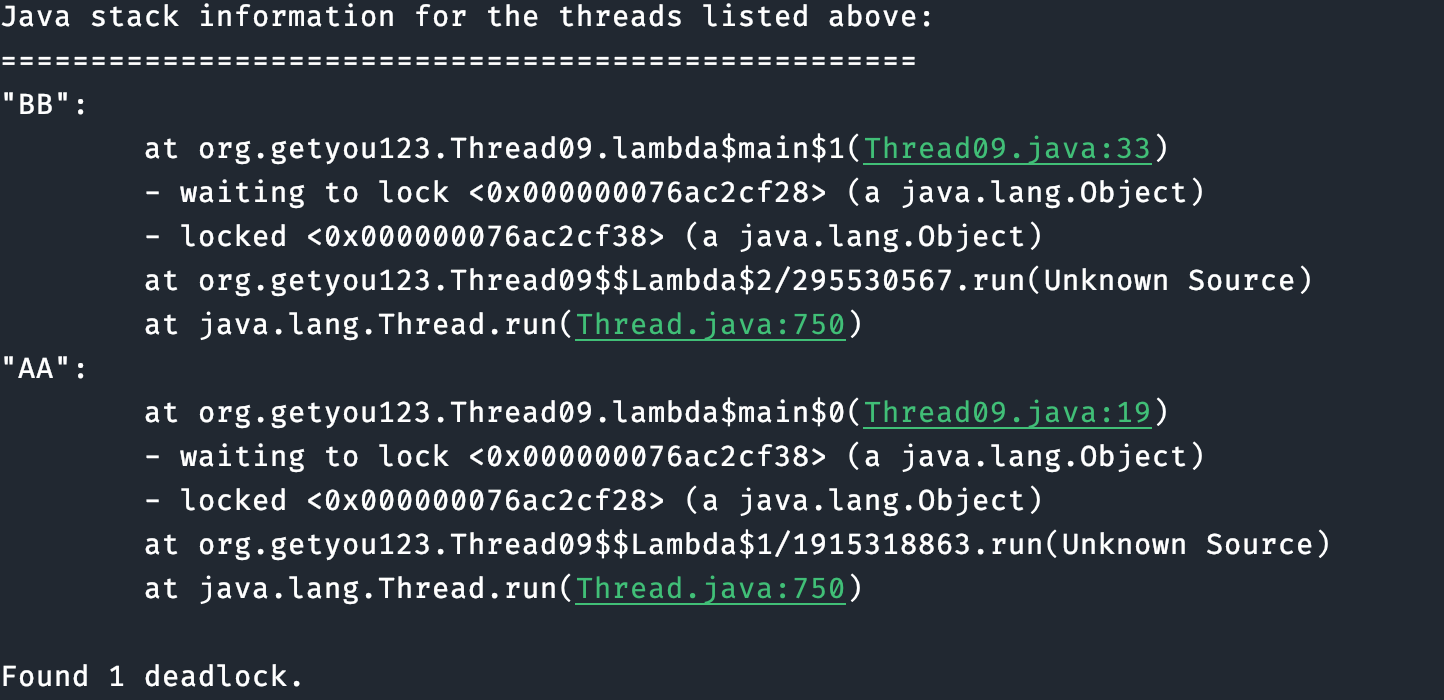 Java stack information for the threads listed above:
===================================================
"BB":
        at org.getyou123.Thread09.lambda$main$1(Thread09.java:33)
        - waiting to lock <0x000000076ac2cf28> (a java.lang.Object)
        - locked <0x000000076ac2cf38> (a java.lang.Object)
        at org.getyou123.Thread09$$Lambda$2/295530567.run(Unknown Source)
        at java.lang.Thread.run(Thread.java:750)
"AA":
        at org.getyou123.Thread09.lambda$main$0(Thread09.java:19)
        - waiting to lock <0x000000076ac2cf38> (a java.lang.Object)
        - locked <0x000000076ac2cf28> (a java.lang.Object)
        at org.getyou123.Thread09$$Lambda$1/1915318863.run(Unknown Source)
        at java.lang.Thread.run(Thread.java:750)

Found 1 deadlock.